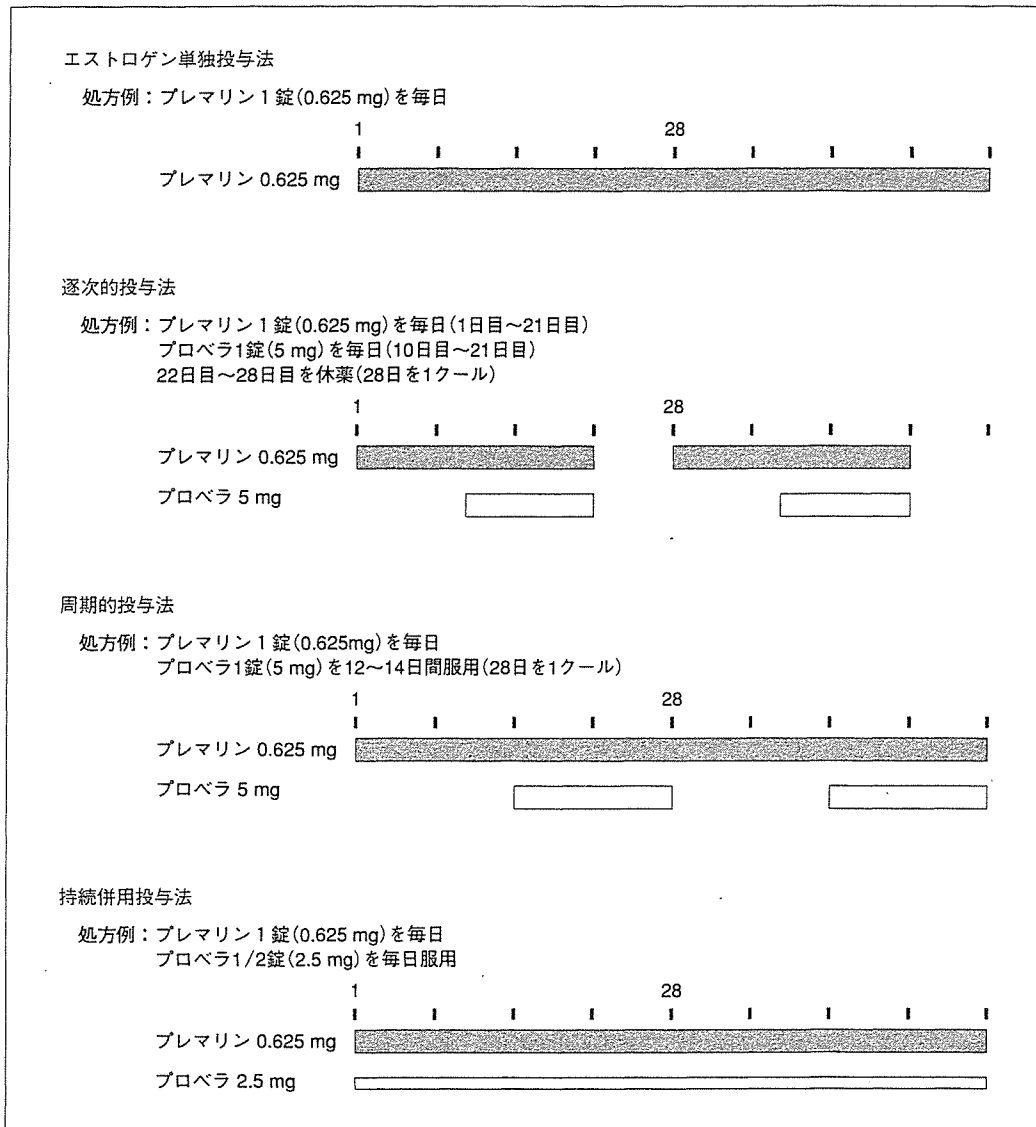 エストロゲン単独投与法
処方例：プレマリン1錠(0.625 mg)を毎日
1 28
プレマリン 0.625 mg
逐次的投与法
処方例：プレマリン1錠(0.625 mg)を毎日(1日目～21日目)
プロベラ1錠(5 mg)を毎日(10日目～21日目)
22日目～28日目を休薬(28日を1クール)
1 28
プレマリン 0.625 mg
プロベラ 5 mg
周期的投与法
処方例：プレマリン1錠(0.625mg)を毎日
プロベラ1錠(5 mg)を12～14日間服用(28日を1クール)
1 28
プレマリン 0.625 mg
プロベラ 5 mg
持続併用投与法
処方例：プレマリン1錠(0.625 mg)を毎日
プロベラ1/2錠(2.5 mg)を毎日服用
1 28
プレマリン 0.625 mg
プロベラ 2.5 mg